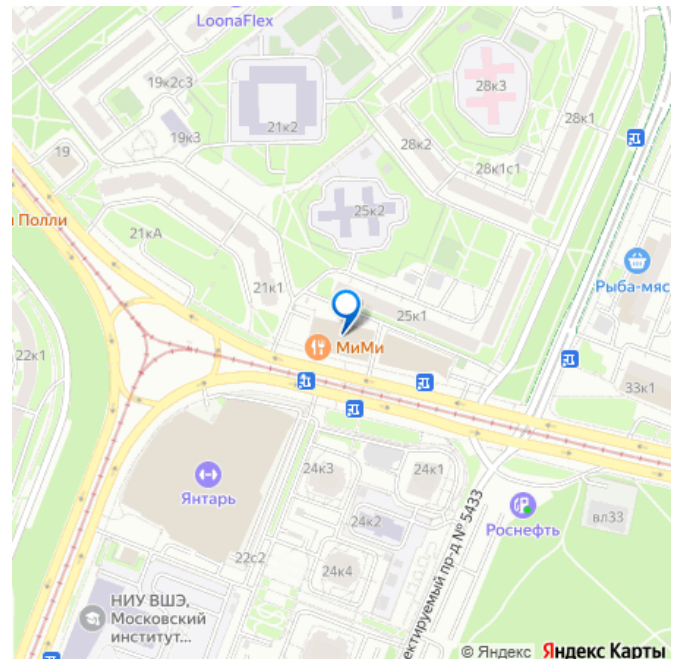 LoonaFlex
19к2с3
28к3
21к2
28к1
19к3
28к2
19
28к1с1
25к2
Полли
21кА
Рыба-мяс
21к1
25к1
МиМи
22к1
33к1
24к3
24к1
Янтарь
24к2
Роснефть
вл33
22с2
24к4
ектируемый пр-д № 5433
НИУ ВШЭ,
Московский
институт...
© Яндекс Яндекс Карты